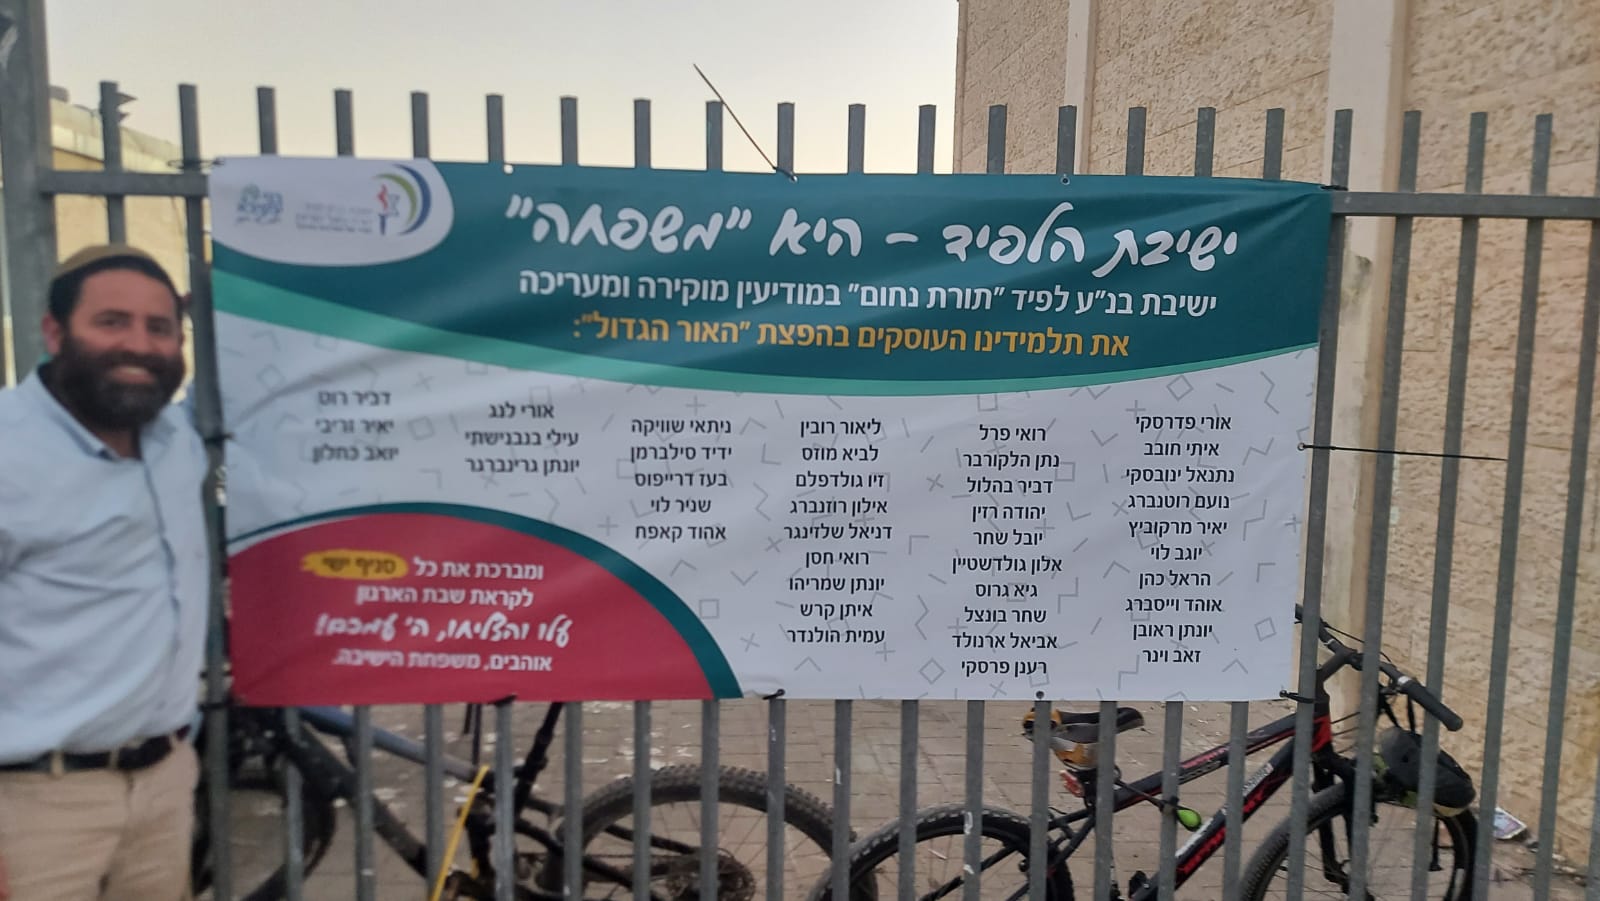 ישיבת הלפיד – היא "משפחה"
ישיבת בנ"ע לפיד "תורת נחום" במודיעין מוקירה ומעריכה
את תלמידינו העוסקים בהפצת "האור הגדול":
אורי פדרסקי
איתי חובב
נתנאל ינובסקי
נועם רוטנברג
יאיר מרקוביץ
יוגב לוי
הראל כהן
אוהד וייסברג
יונתן ראובן
זאב וינר
רואי פרל
נתן הלקורבר
דביר בהלול
יהודה רזין
יובל שחר
אלון גולדשטיין
גיא גרוס
שחר בונצל
אביאל ארנולד
רענן פרסקי
ליאור רובין
לביא מוזס
זיו גולדפלם
אילון רוזנברג
דניאל שלזינגר
רואי חסן
יונתן שמריהו
איתן קרש
עמית הולנדר
ניתאי שוויקה
ידיד סילברמן
בעז דרייפוס
שניר לוי
אהוד קאפח
אורי לנג
עילי בנבנישתי
יונתן גרינברגר
דביר רוט
יאיר זריבי
יואב כחלון
ומברכת את כל סניף ישי
לקראת שבת הארגון
עלו והצליחו, ה' עמכם!
אוהבים, משפחת הישיבה.